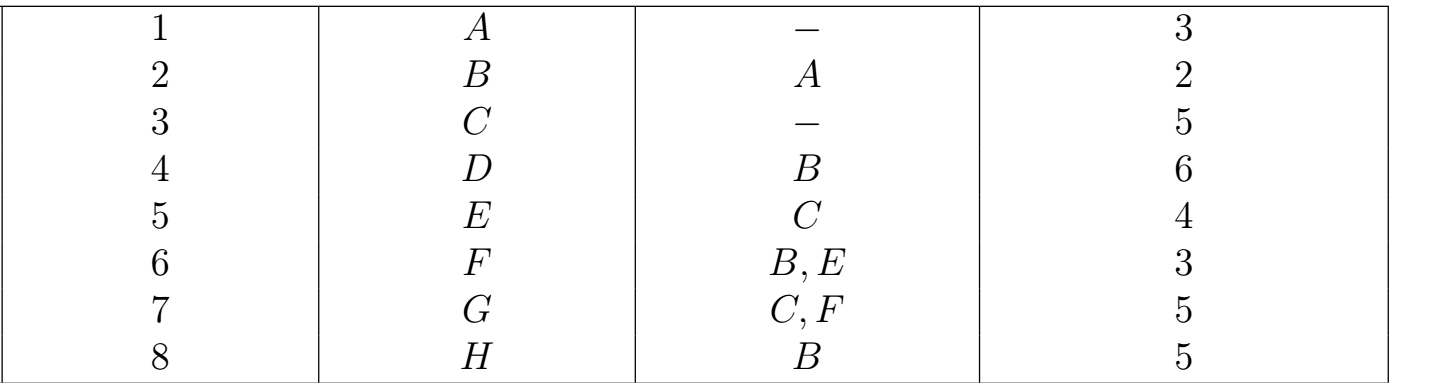 1 A − 3
2 B A 2
3 C − 5
4 D B 6
5 E C 4
6 F B, E 3
7 G C, F 5
8 H B 5